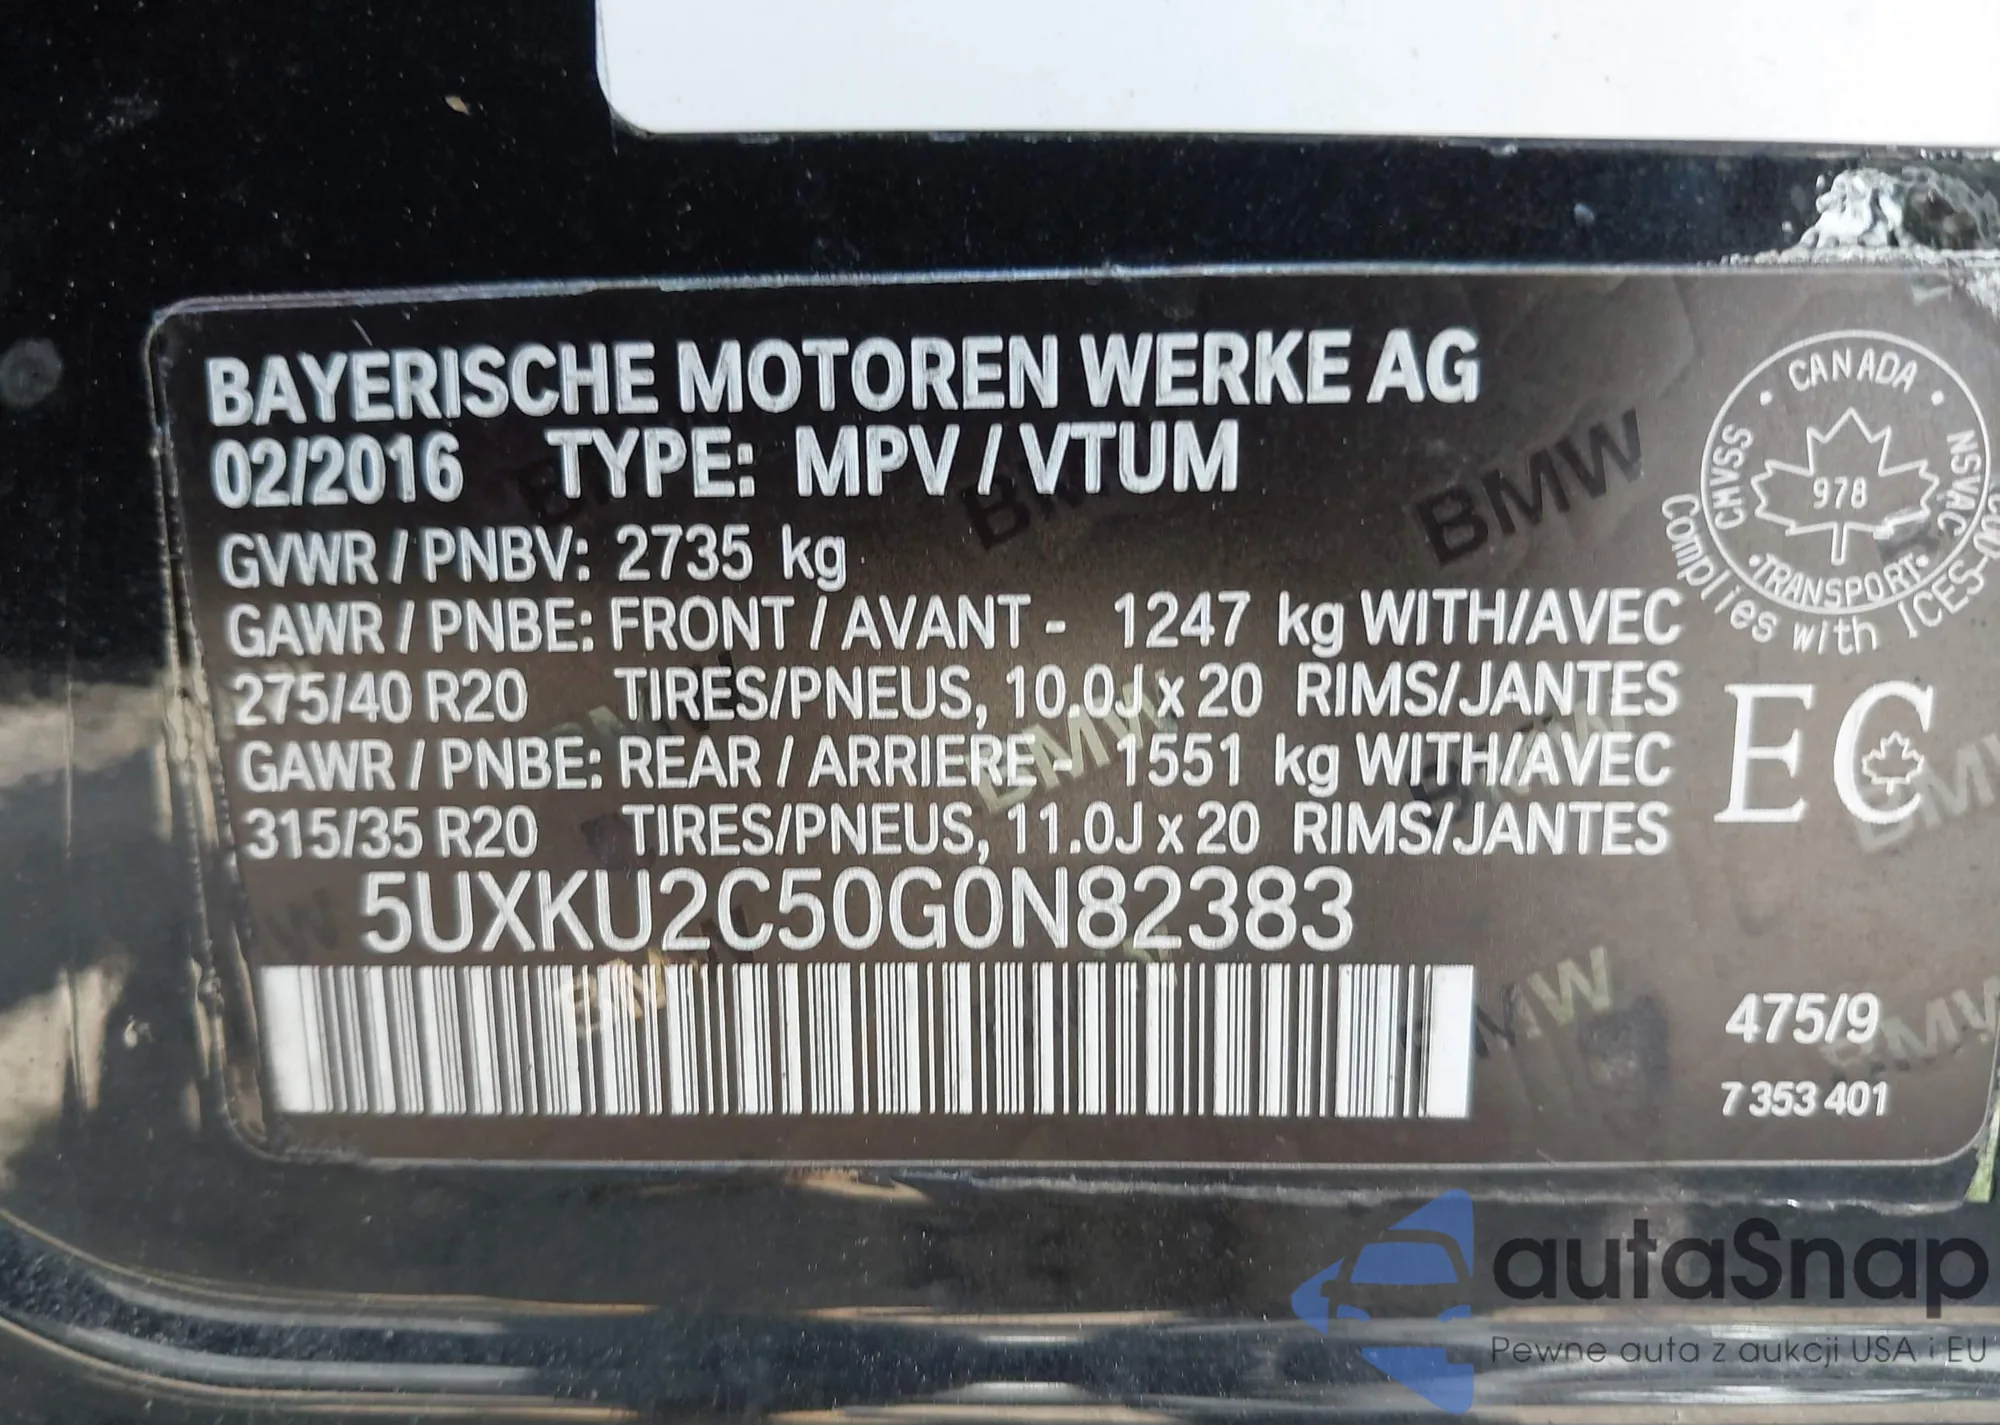 BAYERISCHE MOTOREN WERKE AG
02/2016 TYPE: MPV / VTUM
GVWR / PNBV: 2735 kg
GAWR / PNBE: FRONT / AVANT - 1247 kg WITH/AVEC
275/40 R20 TIRES/PNEUS, 10.0J x 20 RIMS/JANTES
GAWR / PNBE: REAR / ARRIERE - 1551 kg WITH/AVEC
315/35 R20 TIRES/PNEUS, 11.0J x 20 RIMS/JANTES
5UXKU2C50G0N82383
CANADA
CMVSS
NSVAC
978
TRANSPORT
Complies with
EC
475/9
7 353 401
BMW
autaSnap
Pewne auta z aukcji USA i EU